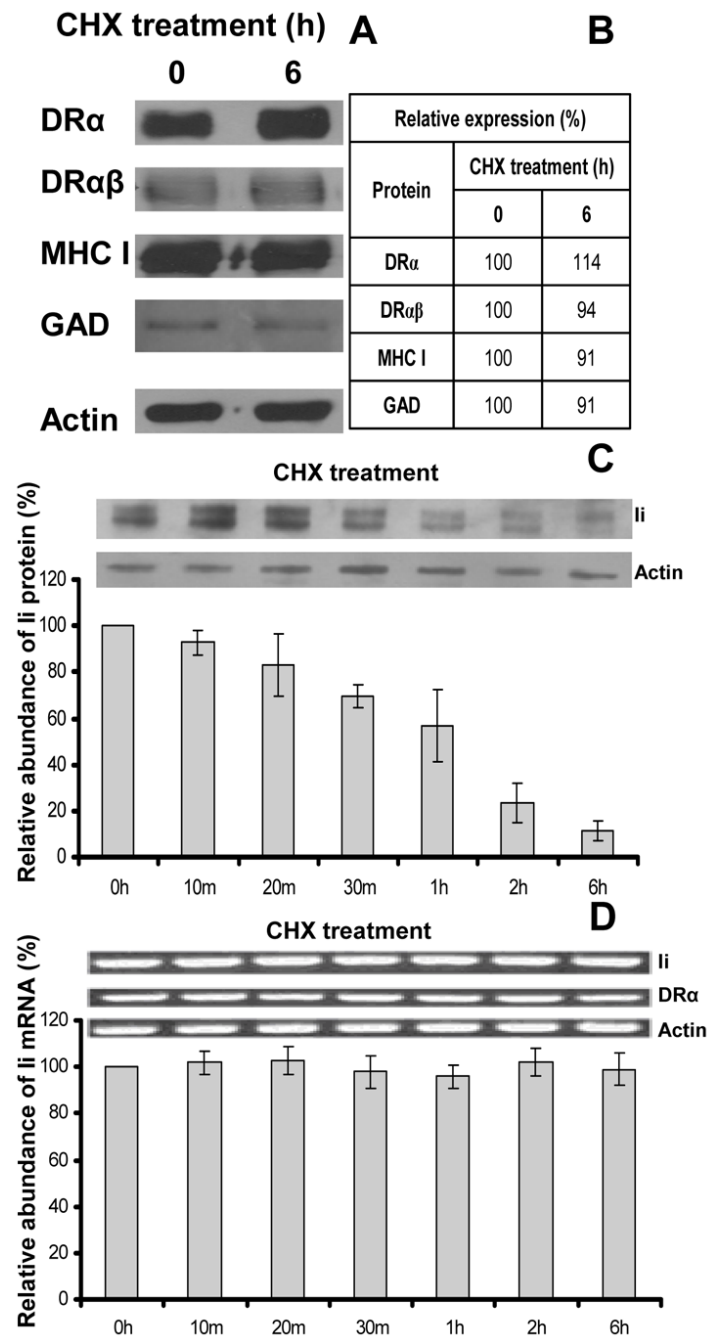 CHX treatment (h) A B
0 6
DRα
DRαβ
MHC I
GAD
Actin
Relative expression (%)
Protein CHX treatment (h)
0 6
DRα 100 114
DRαβ 100 94
MHC I 100 91
GAD 100 91
C
CHX treatment
Ii
Actin
Relative abundance of Ii protein (%)
120
100
80
60
40
20
0
0h 10m 20m 30m 1h 2h 6h
D
CHX treatment
Ii
DRα
Actin
Relative abundance of Ii mRNA (%)
120
100
80
60
40
20
0
0h 10m 20m 30m 1h 2h 6h